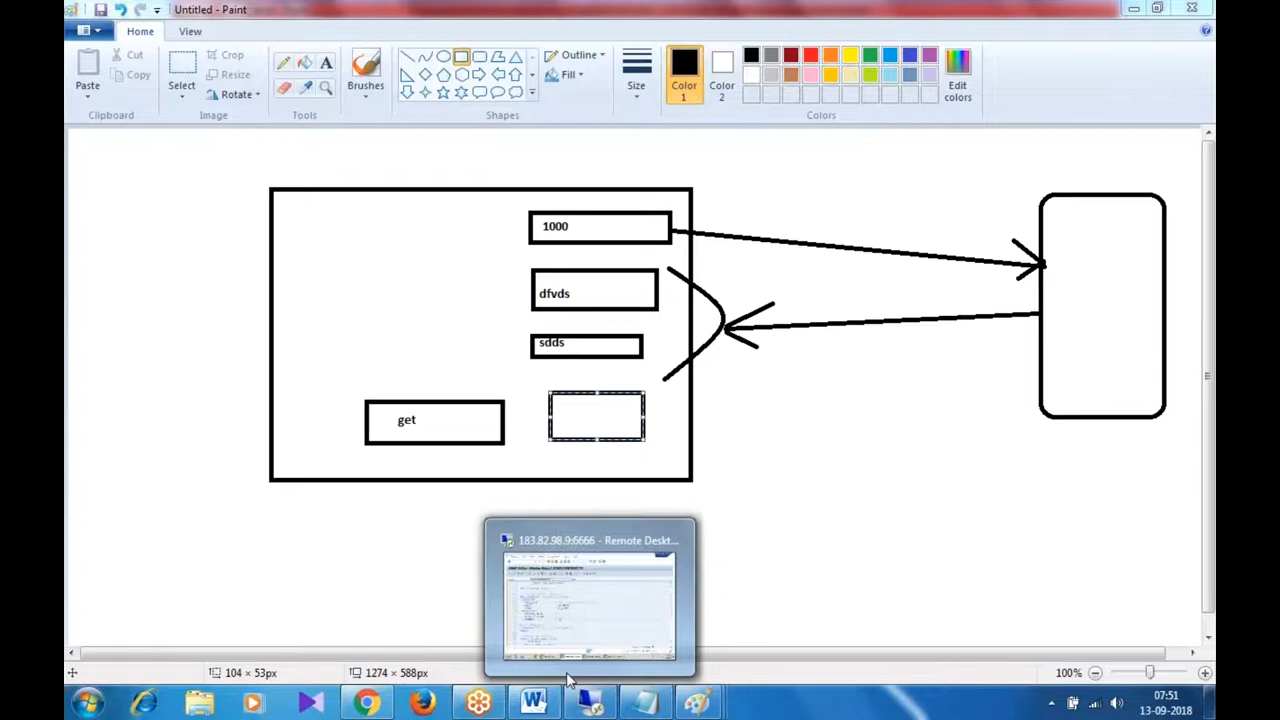 Untitled - Paint
Home
View
Paste
Cut
Copy
Clipboard
Select
Crop
Resize
Rotate
Image
Tools
Brushes
Shapes
Outline
Fill
Size
Color
1
Color
2
Edit
colors
Colors
1000
dfvds
sdds
get
183.82.98.9:6666 - Remote Deskt...
104 × 53px
1274 × 588px
100%
07:51
13-09-2018